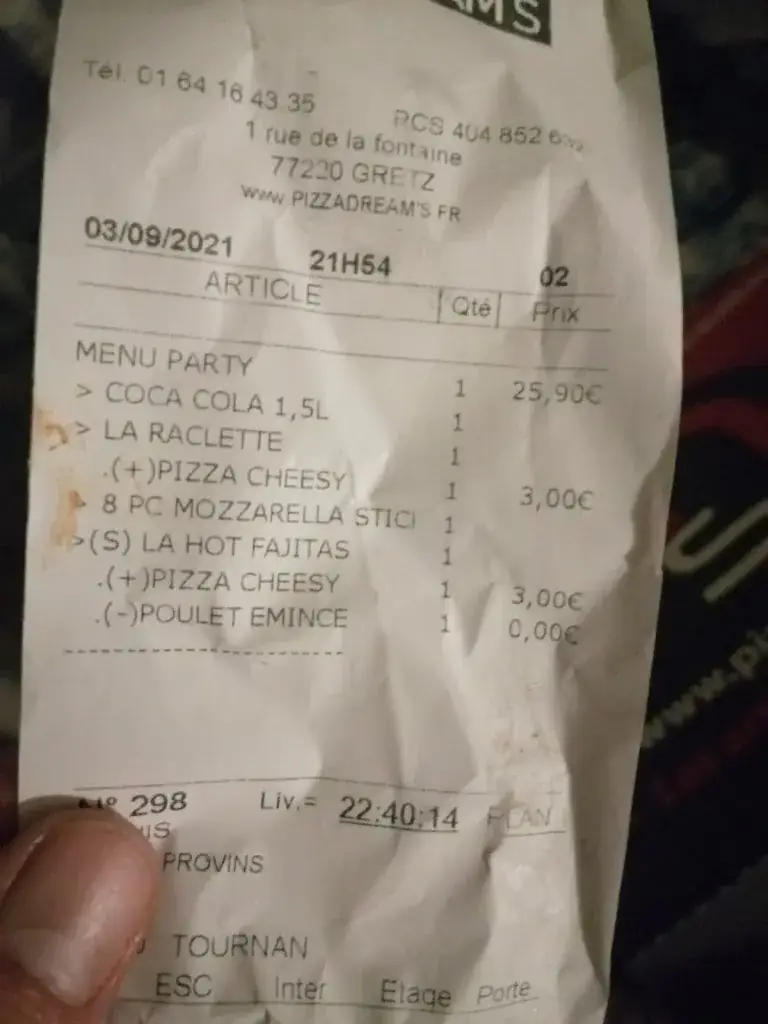 AM'S
Tél. 01 64 16 43 35
RCS 404 852 6
1 rue de la fontaine
77220 GRETZ
www.PIZZADREAM'S FR
03/09/2021 21H54 02
ARTICLE Qté Prix
MENU PARTY 1 25,90€
> COCA COLA 1,5L 1
> LA RACLETTE 1
.(+)PIZZA CHEESY 1 3,00€
> 8 PC MOZZARELLA STICI 1
>(S) LA HOT FAJITAS 1
.(+)PIZZA CHEESY 1 3,00€
.(-)POULET EMINCE 1 0,00€
N° 298 Liv.= 22:40:14 PLAN
PROVINS
TOURNAN
ESC Inter Etage Porte
www.pi